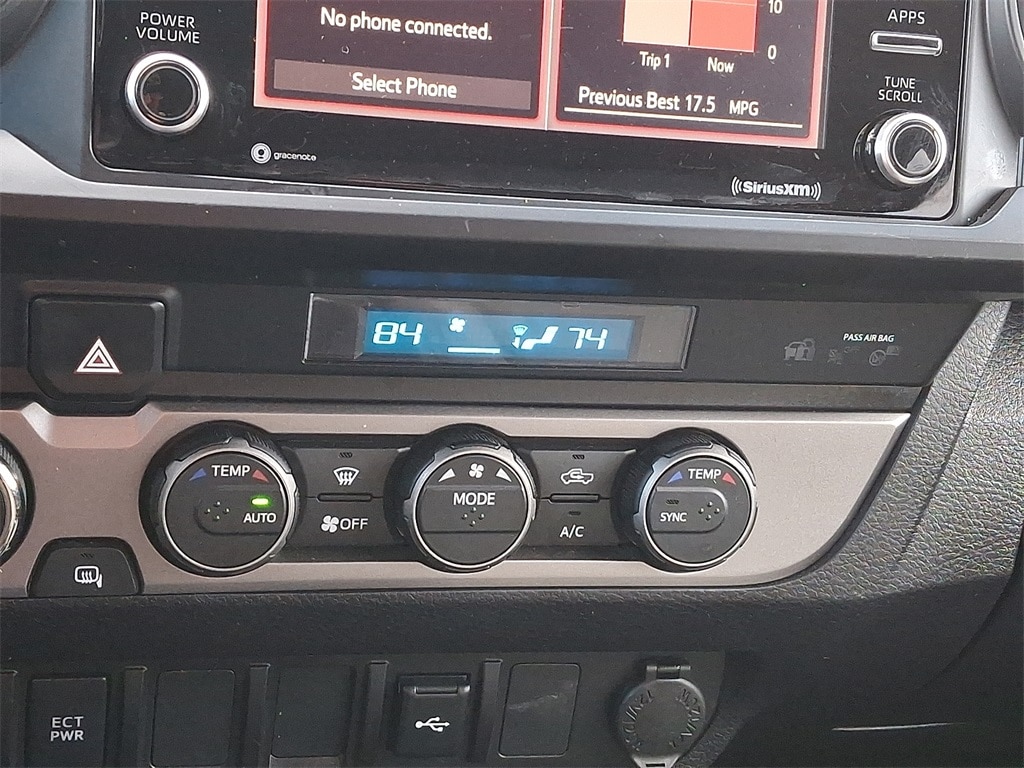 POWER
VOLUME
No phone connected.
Select Phone
gracenote
10
0
Trip 1 Now
Previous Best 17.5 MPG
SiriusXM
APPS
TUNE
SCROLL
84 74
PASS AIR BAG
TEMP
AUTO
OFF
MODE
A/C
TEMP
SYNC
ECT
PWR